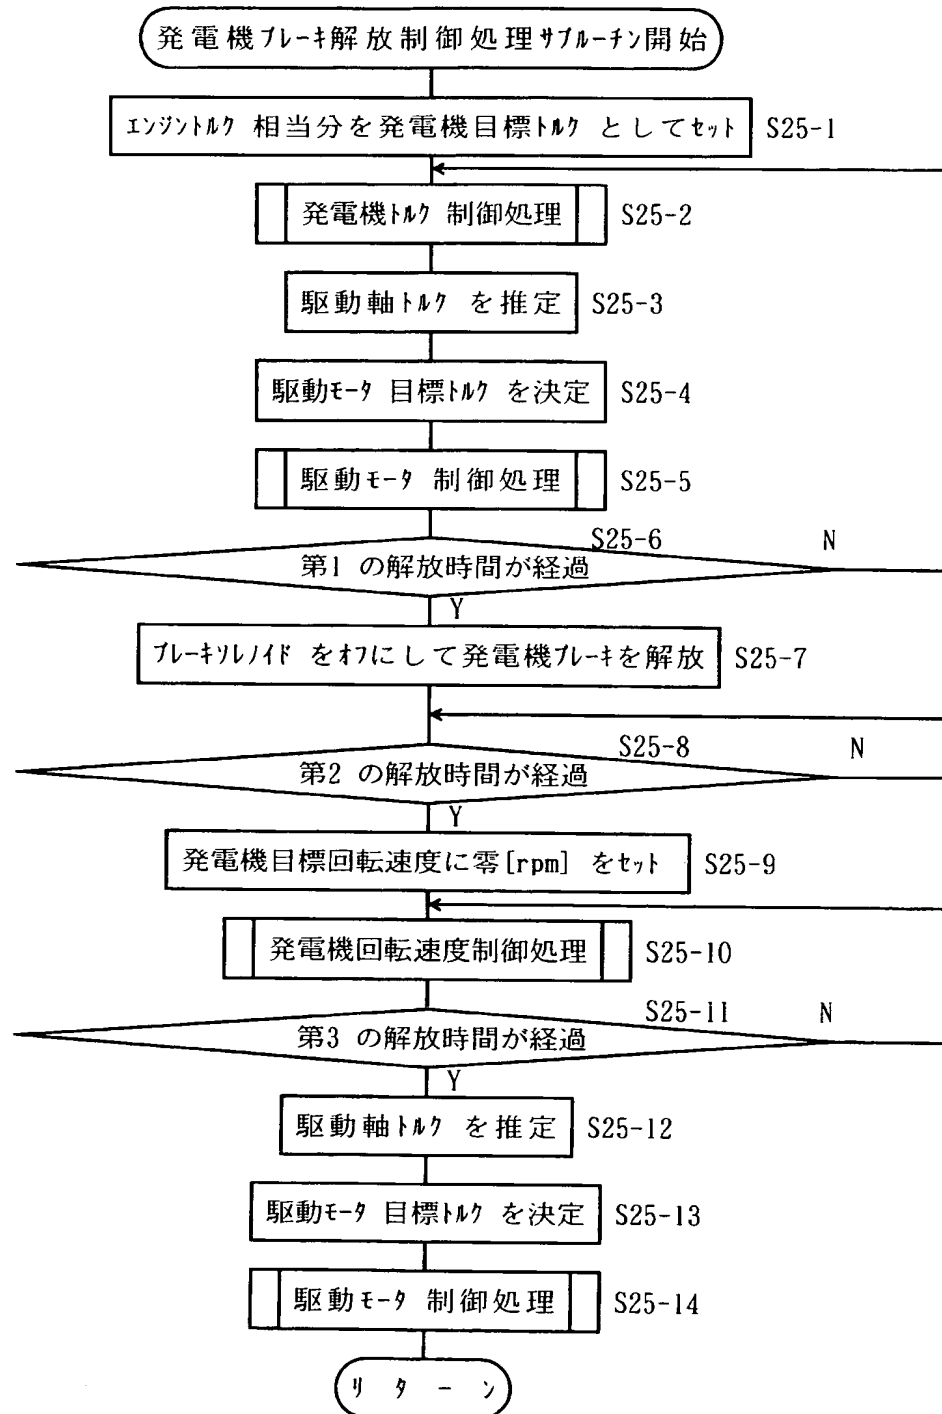 発電機ﾌﾞﾚｰｷ解放制御処理ｻﾌﾞﾙｰﾁﾝ開始
ｴﾝｼﾞﾝﾄﾙｸ 相当分を発電機目標ﾄﾙｸ としてｾｯﾄ S25-1
発電機ﾄﾙｸ 制御処理 S25-2
駆動軸ﾄﾙｸ を推定 S25-3
駆動ﾓｰﾀ 目標ﾄﾙｸ を決定 S25-4
駆動ﾓｰﾀ 制御処理 S25-5
S25-6 N
第1 の解放時間が経過
Y
ﾌﾞﾚｰｷｿﾚﾉｲﾄﾞ をｵﾌにして発電機ﾌﾞﾚｰｷを解放 S25-7
S25-8 N
第2 の解放時間が経過
Y
発電機目標回転速度に零[rpm] をｾｯﾄ S25-9
発電機回転速度制御処理 S25-10
S25-11 N
第3 の解放時間が経過
Y
駆動軸ﾄﾙｸ を推定 S25-12
駆動ﾓｰﾀ 目標ﾄﾙｸ を決定 S25-13
駆動ﾓｰﾀ 制御処理 S25-14
ﾘ ﾀ ｰ ﾝ